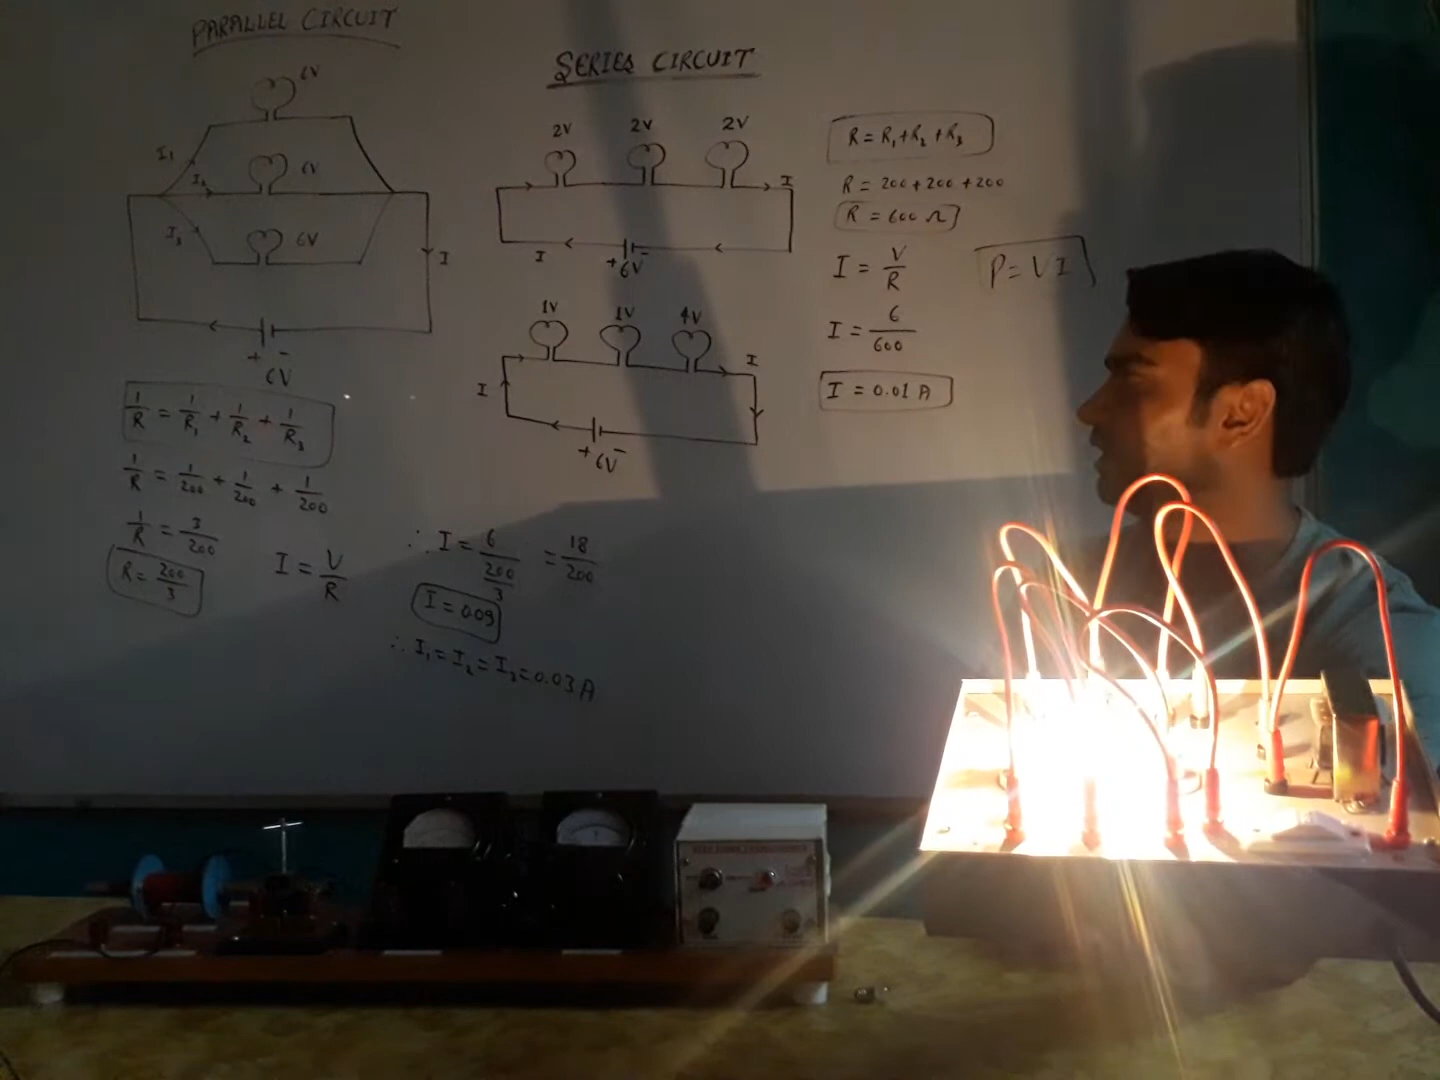 PARALLEL CIRCUIT
6V
I₁
I₂
6V
I₃
6V
I
+ -
6V
1/R = 1/R₁ + 1/R₂ + 1/R₃
1/R = 1/200 + 1/200 + 1/200
1/R = 3/200
R = 200/3
I = V/R
∴ I = 6/(200/3) = 18/200
I = 0.09
∴ I₁ = I₂ = I₃ = 0.03 A
SERIES CIRCUIT
2V 2V 2V
I
I
+ 6V -
1V 1V 4V
I
I
+ 6V -
R = R₁ + R₂ + R₃
R = 200 + 200 + 200
R = 600 Ω
I = V/R
P = VI
I = 6/600
I = 0.01 A